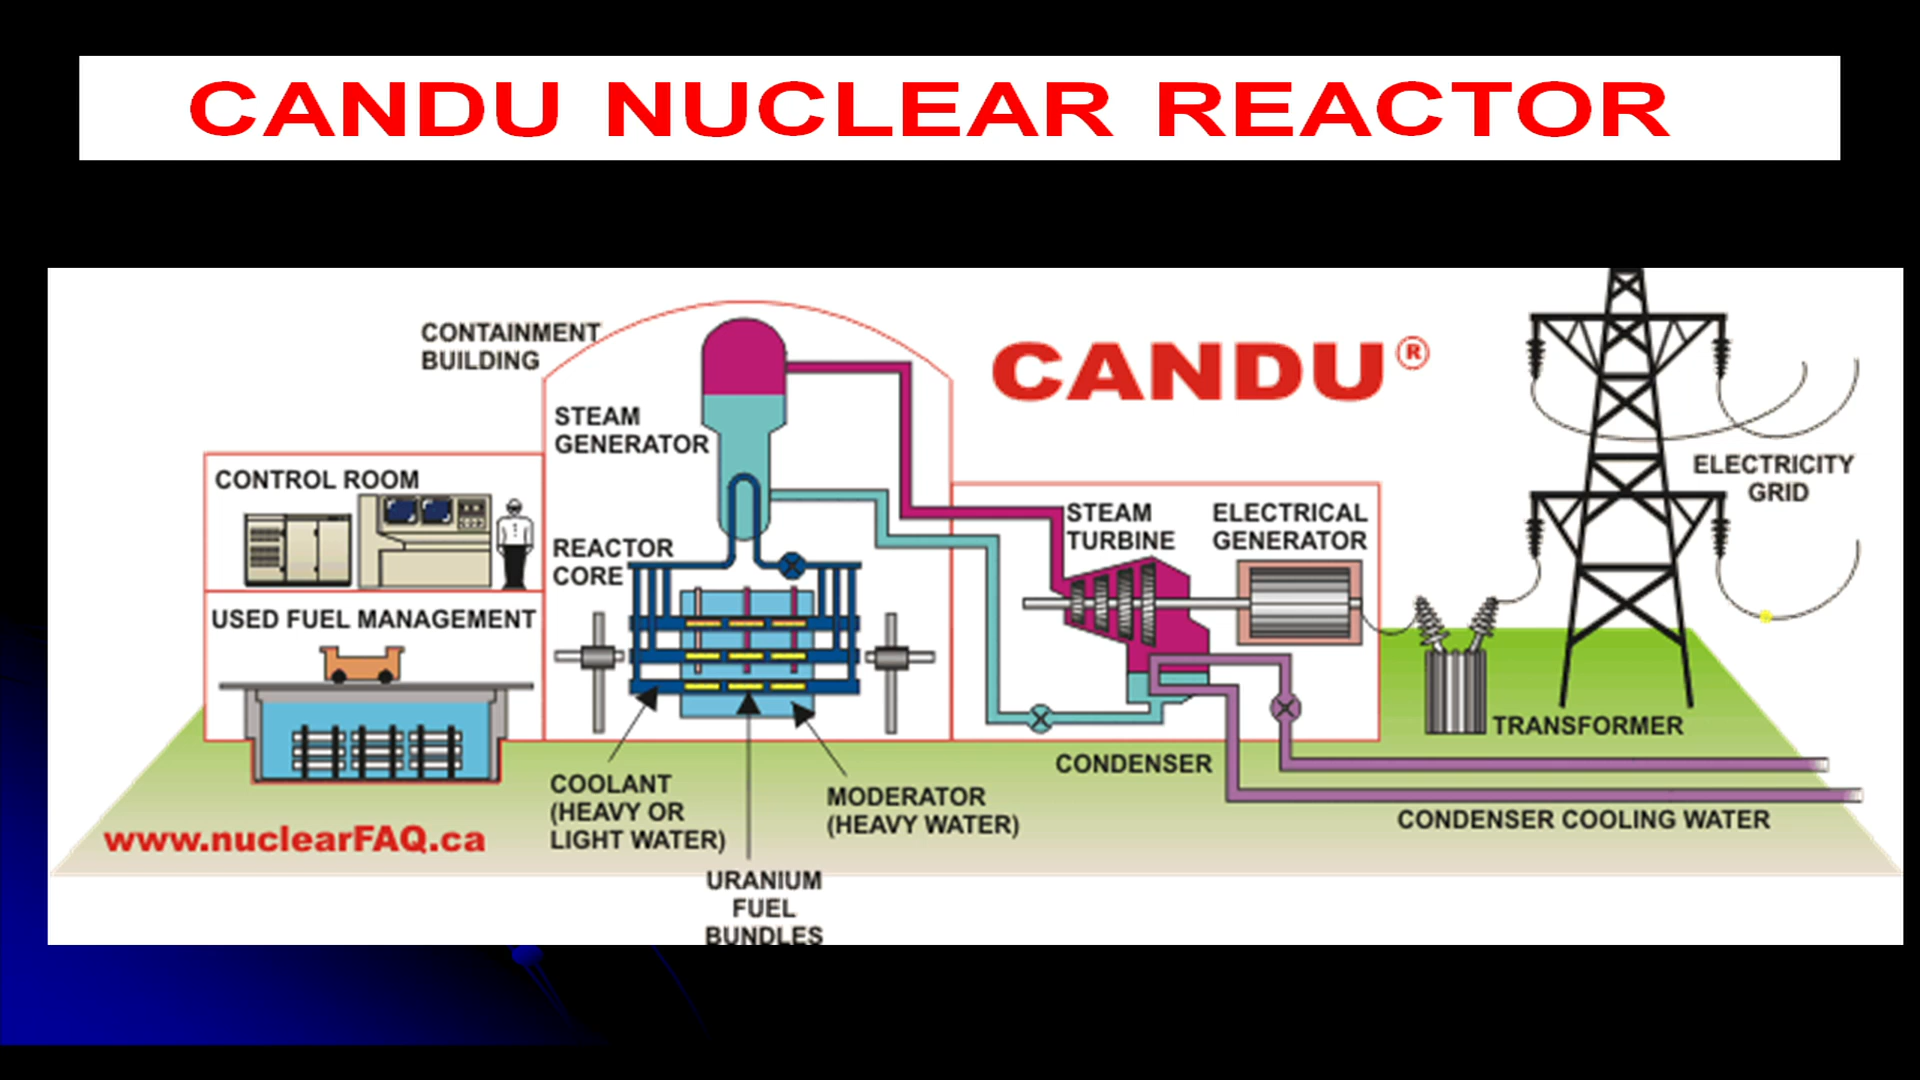 CANDU NUCLEAR REACTOR
CONTAINMENT
BUILDING
CANDU®
STEAM
GENERATOR
CONTROL ROOM
ELECTRICITY
GRID
STEAM
TURBINE
ELECTRICAL
GENERATOR
REACTOR
CORE
USED FUEL MANAGEMENT
TRANSFORMER
CONDENSER
COOLANT
(HEAVY OR
LIGHT WATER)
MODERATOR
(HEAVY WATER)
CONDENSER COOLING WATER
www.nuclearFAQ.ca
URANIUM
FUEL
BUNDLES